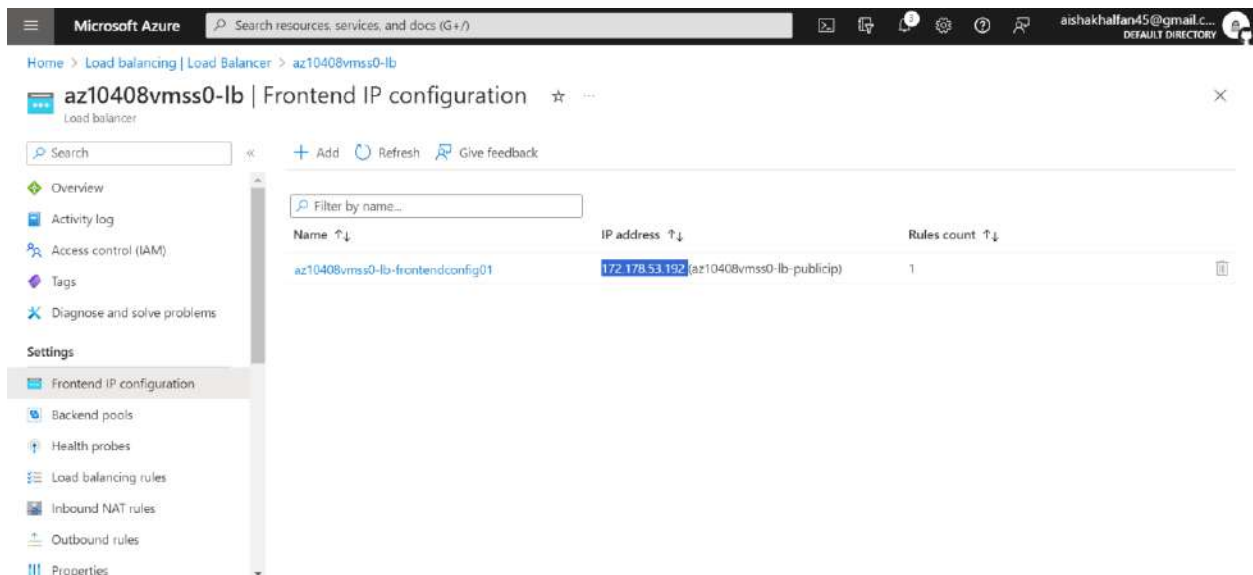 Microsoft Azure
Search resources, services, and docs (G+/)
3
aishakhalfan45@gmail.c...
DEFAULT DIRECTORY
Home > Load balancing | Load Balancer > az10408vmss0-lb
az10408vmss0-lb | Frontend IP configuration
Load balancer
Search
+ Add Refresh Give feedback
Overview
Activity log
Access control (IAM)
Tags
Diagnose and solve problems
Settings
Frontend IP configuration
Backend pools
Health probes
Load balancing rules
Inbound NAT rules
Outbound rules
Properties
Filter by name...
Name ↑↓ IP address ↑↓ Rules count ↑↓
az10408vmss0-lb-frontendconfig01 172.178.53.192 (az10408vmss0-lb-publicip) 1